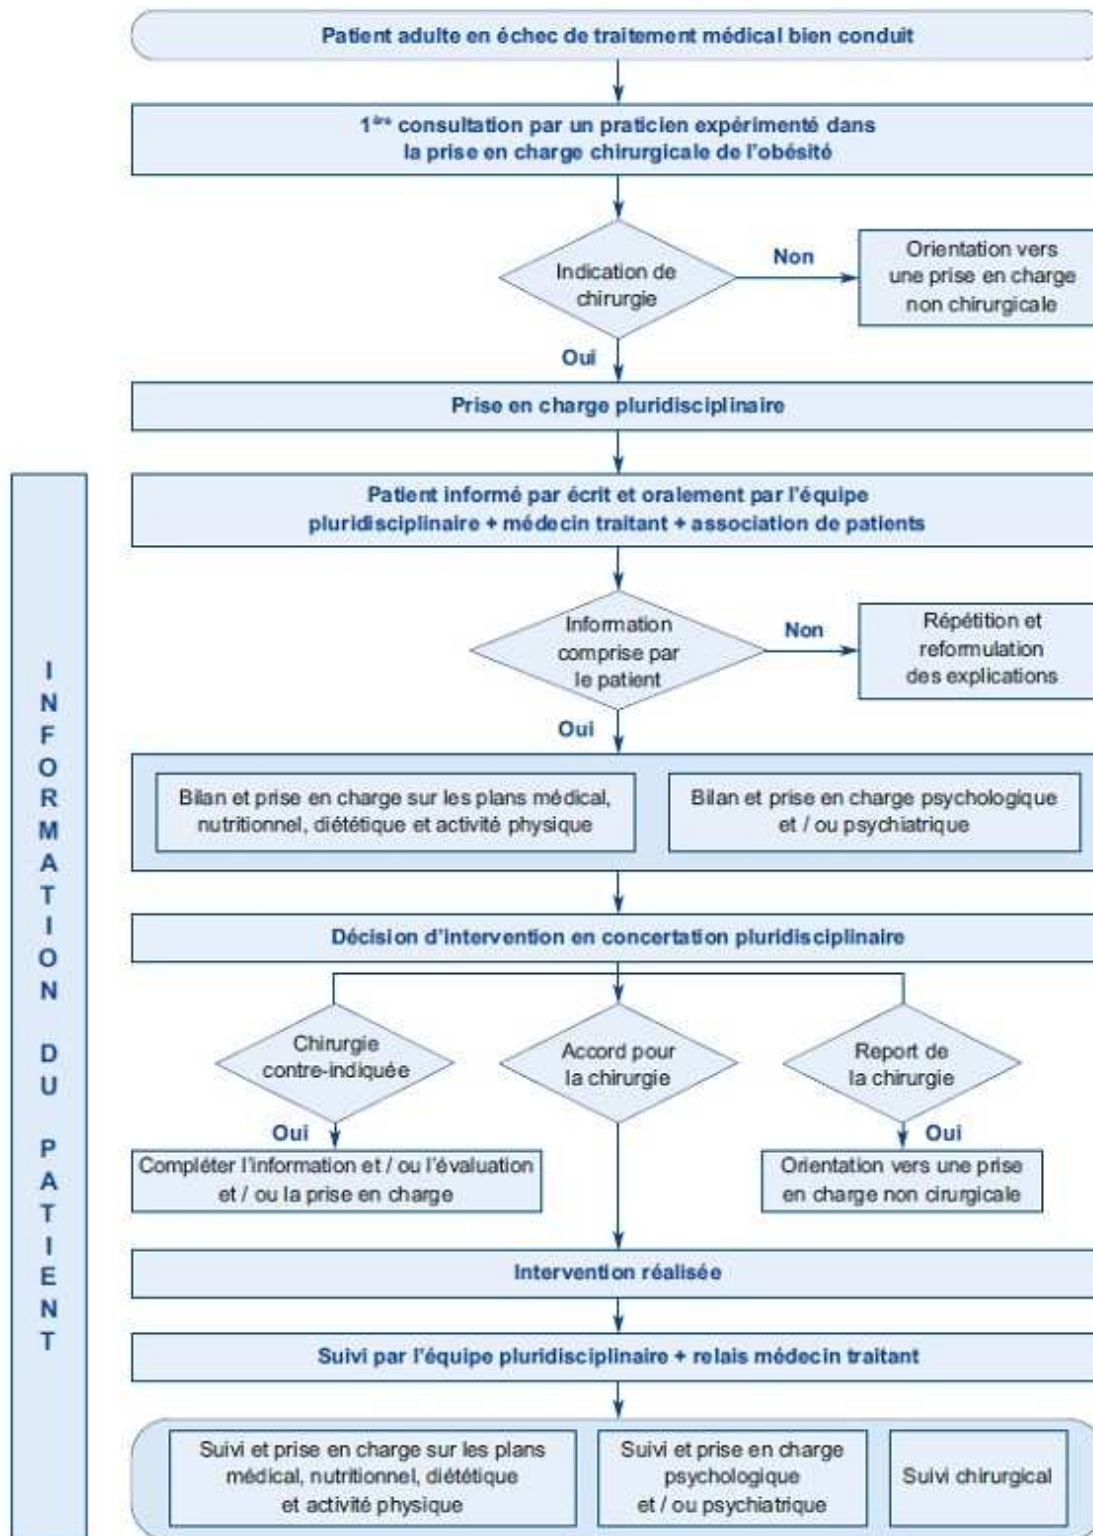 Patient adulte en échec de traitement médical bien conduit
1ère consultation par un praticien expérimenté dans
la prise en charge chirurgicale de l'obésité
Indication de
chirurgie
Non
Orientation vers
une prise en charge
non chirurgicale
Oui
Prise en charge pluridisciplinaire
Patient informé par écrit et oralement par l'équipe
pluridisciplinaire + médecin traitant + association de patients
Information
comprise par
le patient
Non
Répétition et
reformulation
des explications
Oui
Bilan et prise en charge sur les plans médical,
nutritionnel, diététique et activité physique
Bilan et prise en charge psychologique
et / ou psychiatrique
Décision d'intervention en concertation pluridisciplinaire
Chirurgie
contre-indiquée
Accord pour
la chirurgie
Report de
la chirurgie
Oui
Oui
Compléter l'information et / ou l'évaluation
et / ou la prise en charge
Orientation vers une prise
en charge non cirurgicale
Intervention réalisée
Suivi par l'équipe pluridisciplinaire + relais médecin traitant
Suivi et prise en charge sur les plans
médical, nutritionnel, diététique
et activité physique
Suivi et prise en charge
psychologique
et / ou psychiatrique
Suivi chirurgical
INFORMATION DU PATIENT